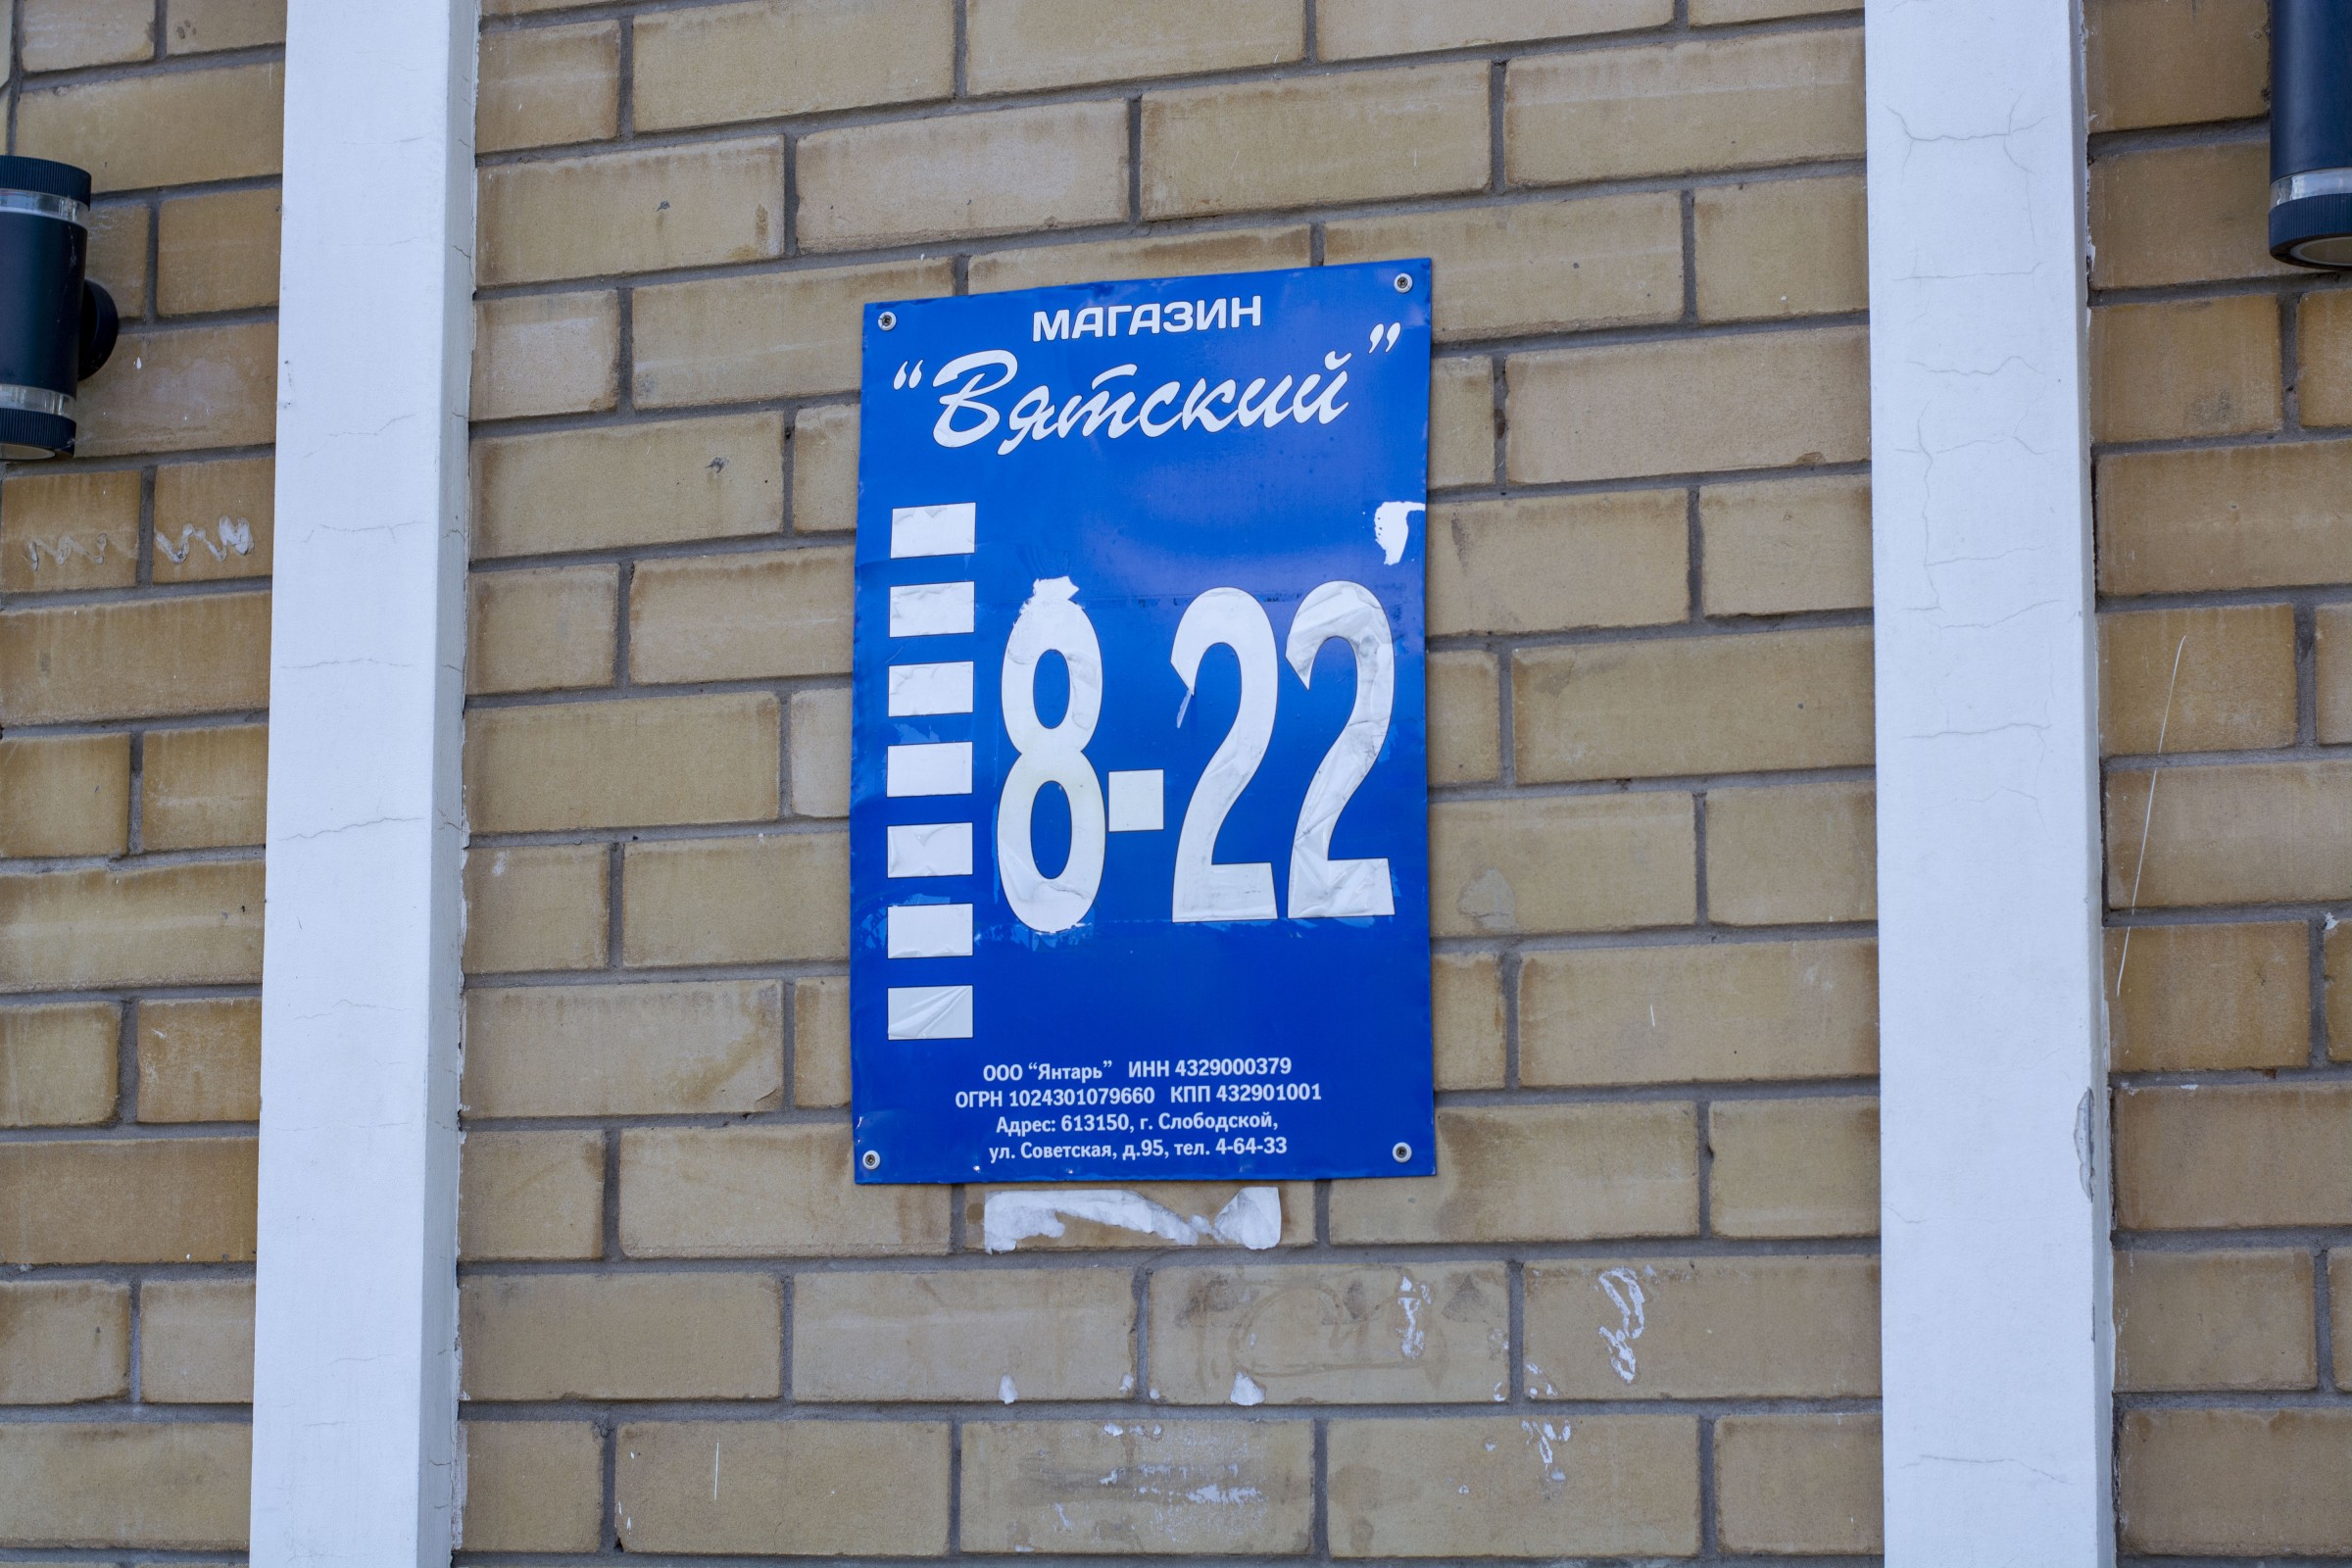 МАГАЗИН
“Вятский”
8-22
ООО “Янтарь” ИНН 4329000379
ОГРН 1024301079660 КПП 432901001
Адрес: 613150, г. Слободской,
ул. Советская, д.95, тел. 4-64-33